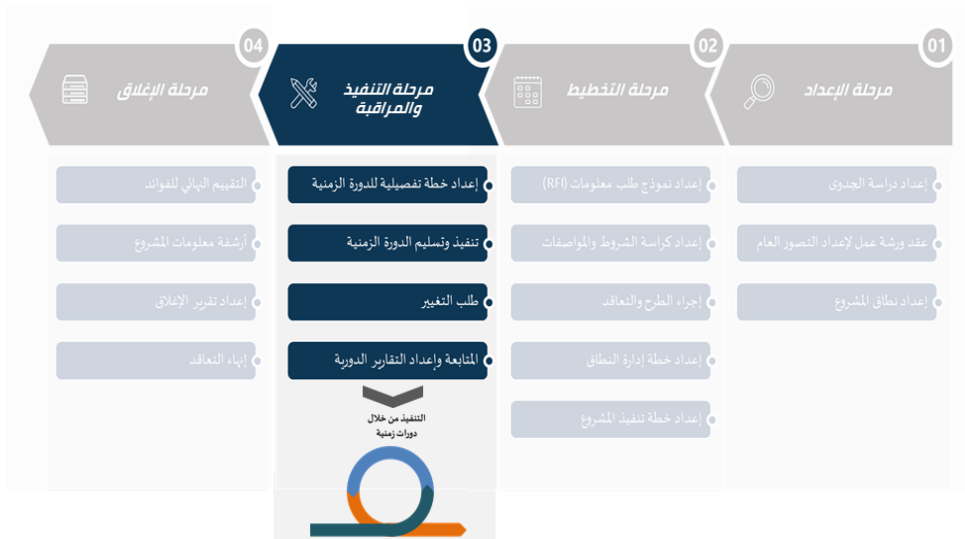 01
مرحلة الإعداد
إعداد دراسة الجدوى
عقد ورشة عمل لإعداد التصور العام
إعداد نطاق المشروع
02
مرحلة التخطيط
إعداد نموذج طلب معلومات (RFI)
إعداد كراسة الشروط والمواصفات
إجراء الطرح والتعاقد
إعداد خطة إدارة النطاق
إعداد خطة تنفيذ المشروع
03
مرحلة التنفيذ
والمراقبة
إعداد خطة تفصيلية للدورة الزمنية
تنفيذ وتسليم الدورة الزمنية
طلب التغيير
المتابعة وإعداد التقارير الدورية
التنفيذ من خلال
دورات زمنية
04
مرحلة الإغلاق
التقييم النهائي للفوائد
أرشفة معلومات المشروع
إعداد تقرير الإغلاق
إنهاء التعاقد